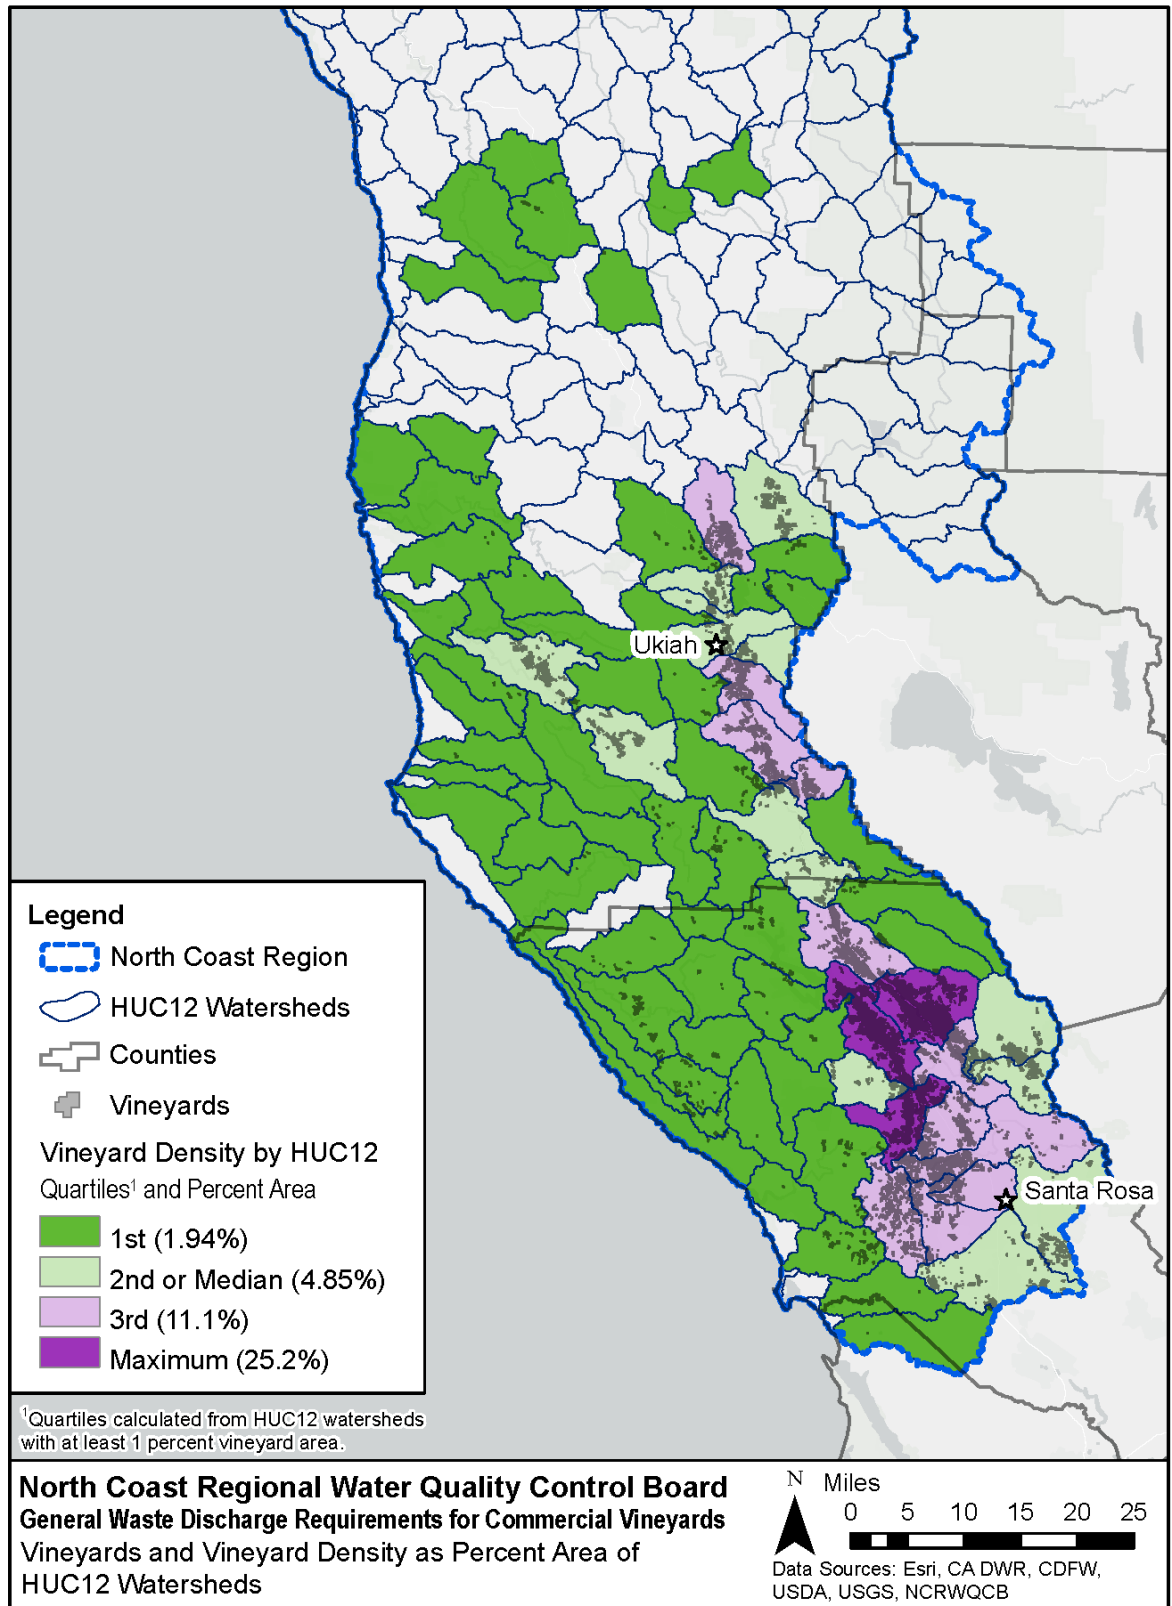 Ukiah
Santa Rosa
Legend
North Coast Region
HUC12 Watersheds
Counties
Vineyards
Vineyard Density by HUC12
Quartiles¹ and Percent Area
1st (1.94%)
2nd or Median (4.85%)
3rd (11.1%)
Maximum (25.2%)
¹Quartiles calculated from HUC12 watersheds
with at least 1 percent vineyard area.
North Coast Regional Water Quality Control Board
General Waste Discharge Requirements for Commercial Vineyards
Vineyards and Vineyard Density as Percent Area of
HUC12 Watersheds
N Miles
0 5 10 15 20 25
Data Sources: Esri, CA DWR, CDFW,
USDA, USGS, NCRWQCB